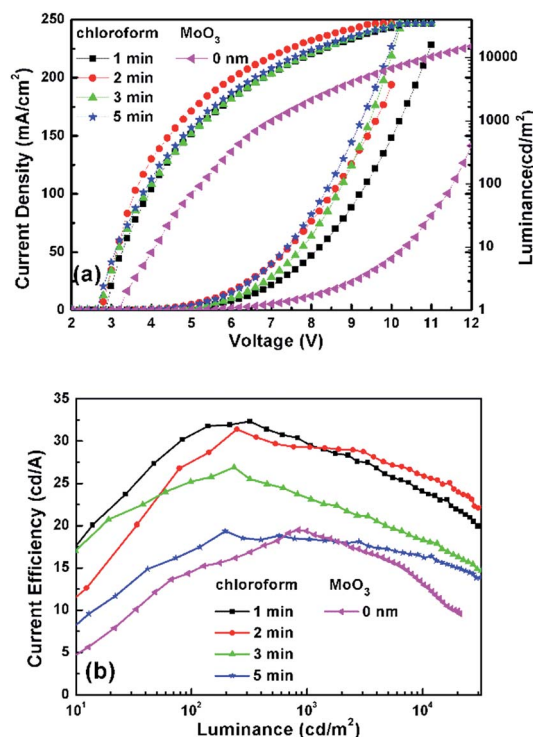 chloroform MoO3
1 min 0 nm
2 min
3 min
5 min
(a)
Current Density (mA/cm2)
250
200
150
100
50
0
Luminance(cd/m2)
10000
1000
100
10
1
2 3 4 5 6 7 8 9 10 11 12
Voltage (V)
Current Efficiency (cd/A)
35
30
25
20
15
10
5
0
chloroform MoO3
1 min 0 nm
2 min
3 min
5 min
(b)
10^1 10^2 10^3 10^4
Luminance (cd/m2)